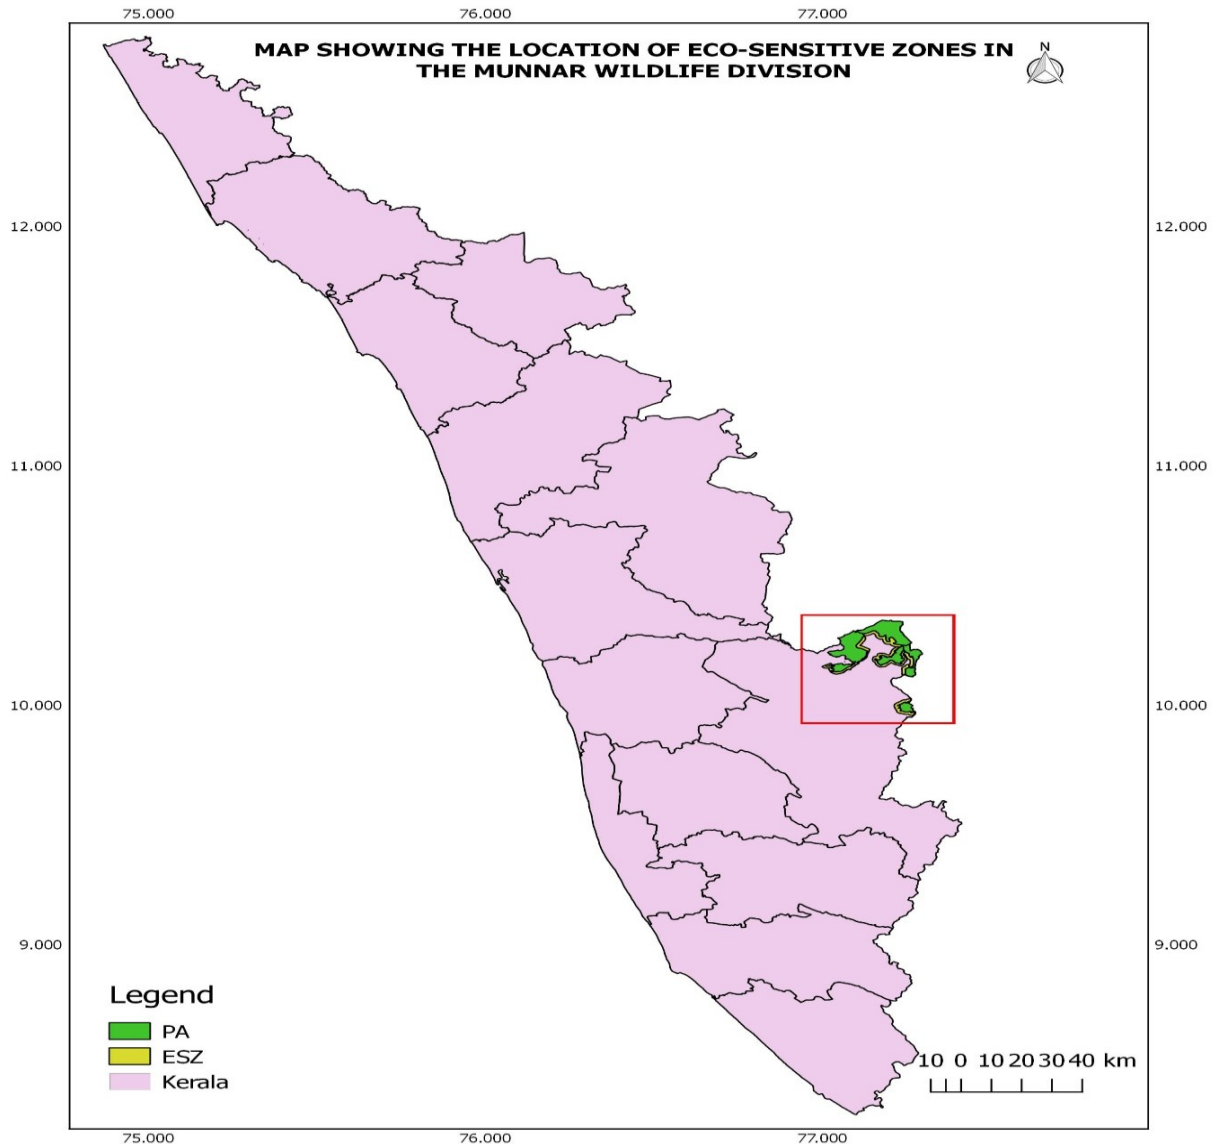 75.000 76.000 77.000
MAP SHOWING THE LOCATION OF ECO-SENSITIVE ZONES IN
THE MUNNAR WILDLIFE DIVISION
N
12.000 12.000
11.000 11.000
10.000 10.000
9.000 9.000
Legend
PA
ESZ
Kerala
10 0 10 20 30 40 km
75.000 76.000 77.000